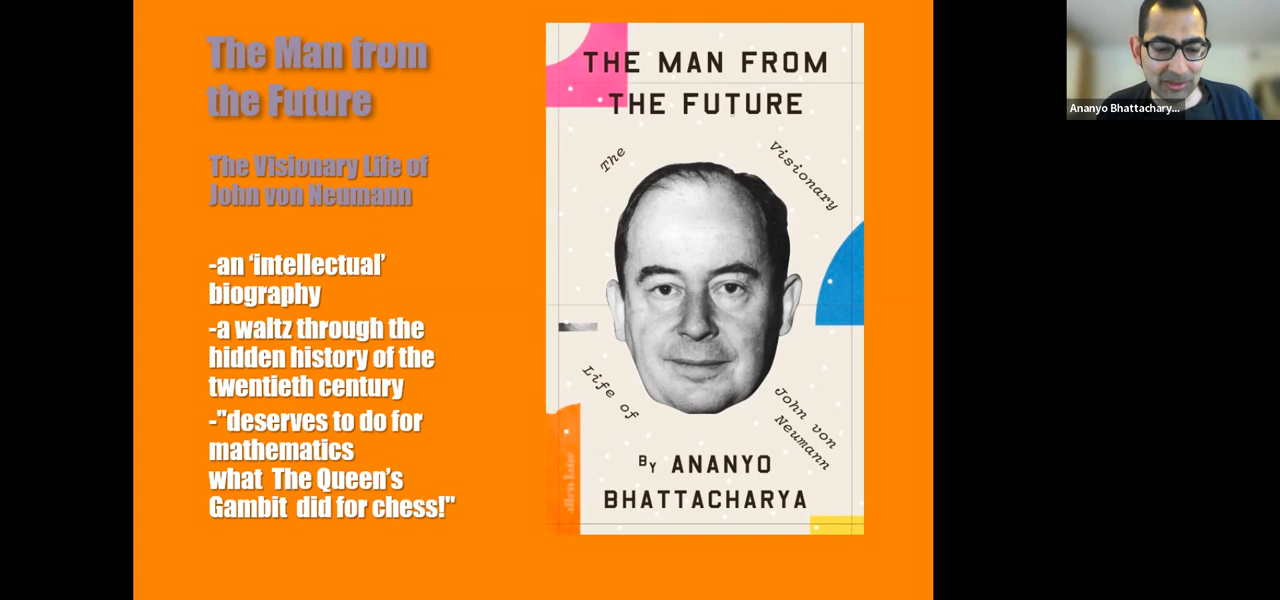 The Man from
the Future
The Visionary Life of
John von Neumann
-an ‘intellectual’
biography
-a waltz through the
hidden history of the
twentieth century
-"deserves to do for
mathematics
what The Queen’s
Gambit did for chess!"
THE MAN FROM
THE FUTURE
The
Visionary
Life of
John von
Neumann
BY ANANYO
BHATTACHARYA
allen lane
Ananyo Bhattachary...